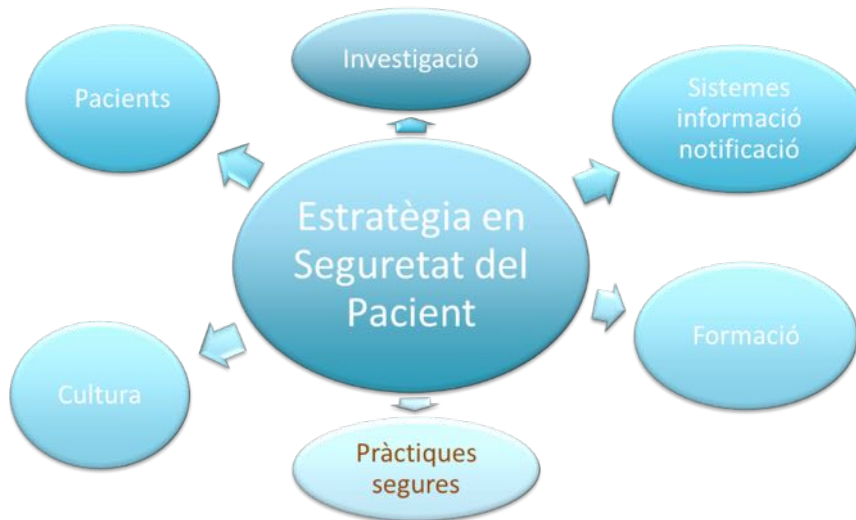 Investigació
Pacients
Sistemes
informació
notificació
Estratègia en
Seguretat del
Pacient
Formació
Cultura
Pràctiques
segures